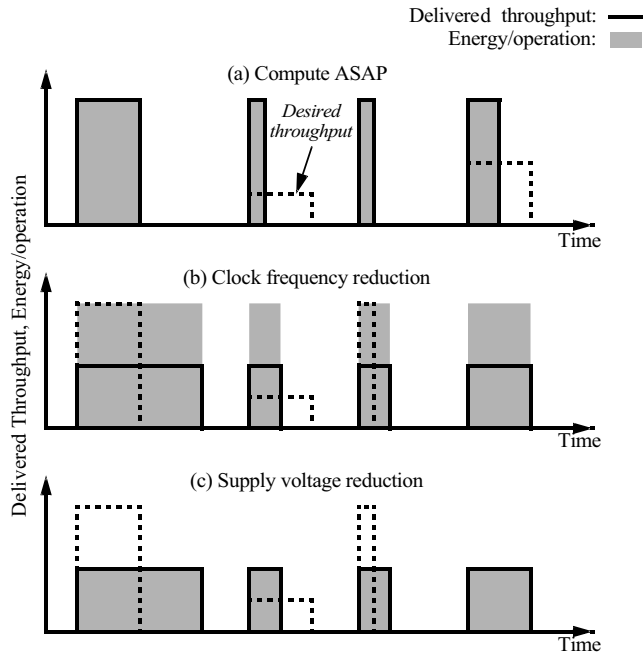 Delivered throughput:
Energy/operation:
(a) Compute ASAP
Desired
throughput
Time
Delivered Throughput, Energy/operation
(b) Clock frequency reduction
Time
(c) Supply voltage reduction
Time